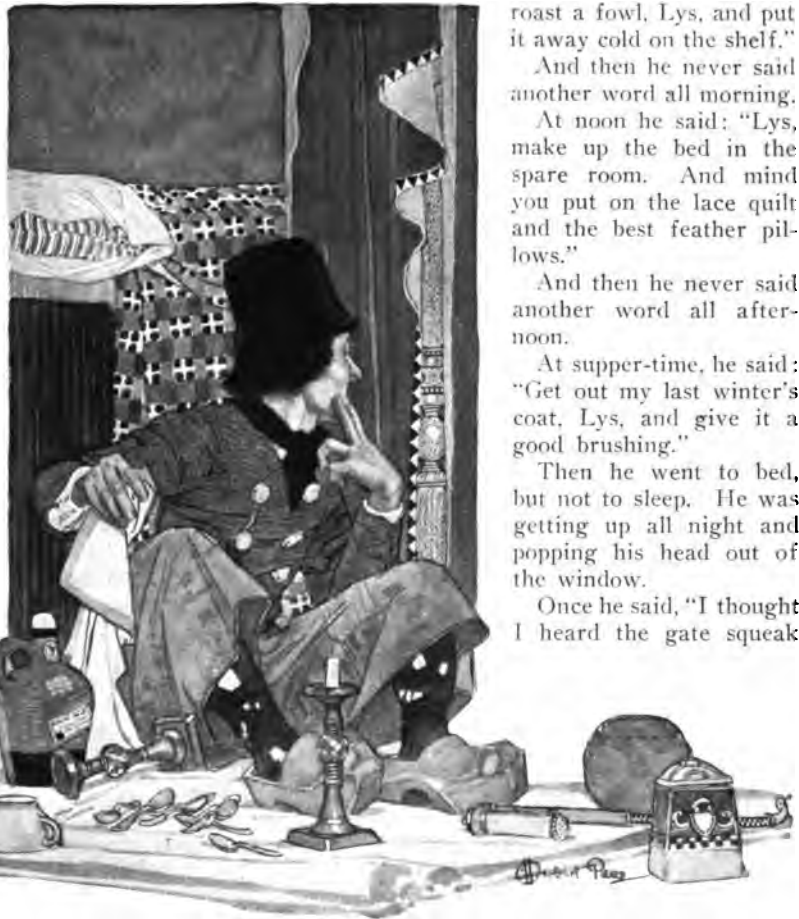 roast a fowl, Lys, and put
it away cold on the shelf."
And then he never said
another word all morning.
At noon he said: "Lys,
make up the bed in the
spare room. And mind
you put on the lace quilt
and the best feather pil-
lows."
And then he never said
another word all after-
noon.
At supper-time, he said:
"Get out my last winter's
coat, Lys, and give it a
good brushing."
Then he went to bed,
but not to sleep. He was
getting up all night and
popping his head out of
the window.
Once he said, "I thought
I heard the gate squeak